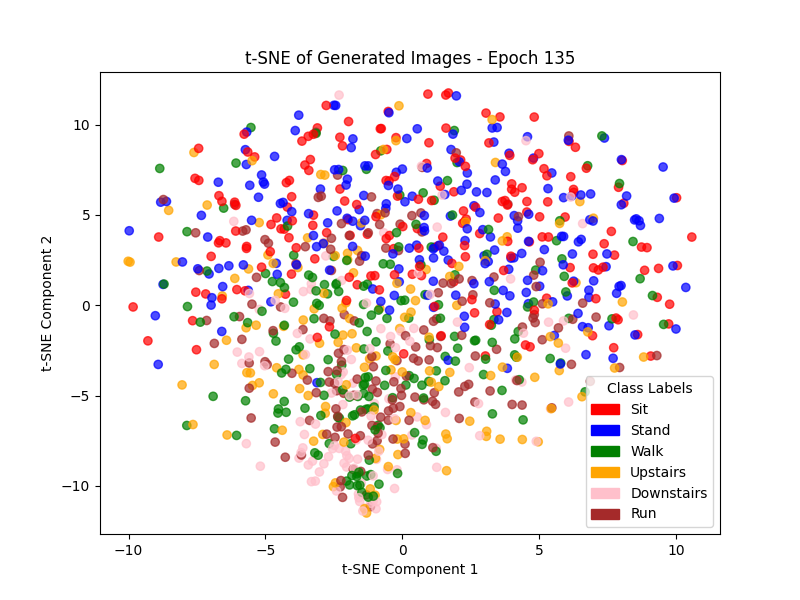 t-SNE of Generated Images - Epoch 135
10
5
0
−5
−10
t-SNE Component 2
−10
−5
0
5
10
t-SNE Component 1
Class Labels
Sit
Stand
Walk
Upstairs
Downstairs
Run